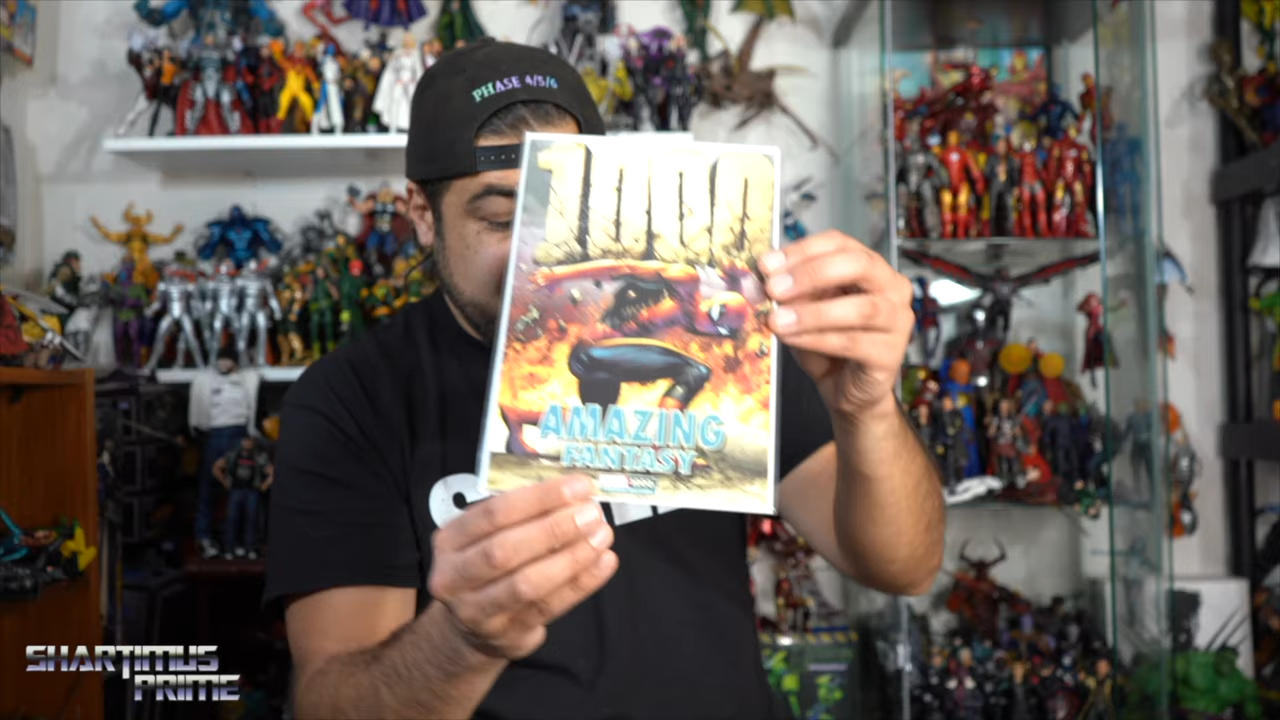 PHASE 4/5/6
1000
AMAZING
FANTASY
SHARTIMUS
PRIME